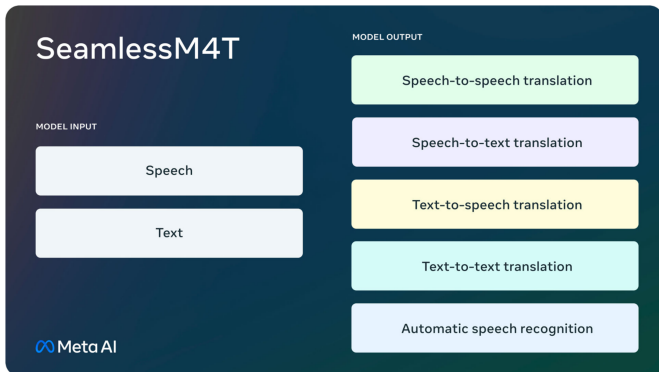 SeamlessM4T
MODEL INPUT
Speech
Text
MODEL OUTPUT
Speech-to-speech translation
Speech-to-text translation
Text-to-speech translation
Text-to-text translation
Automatic speech recognition
Meta AI